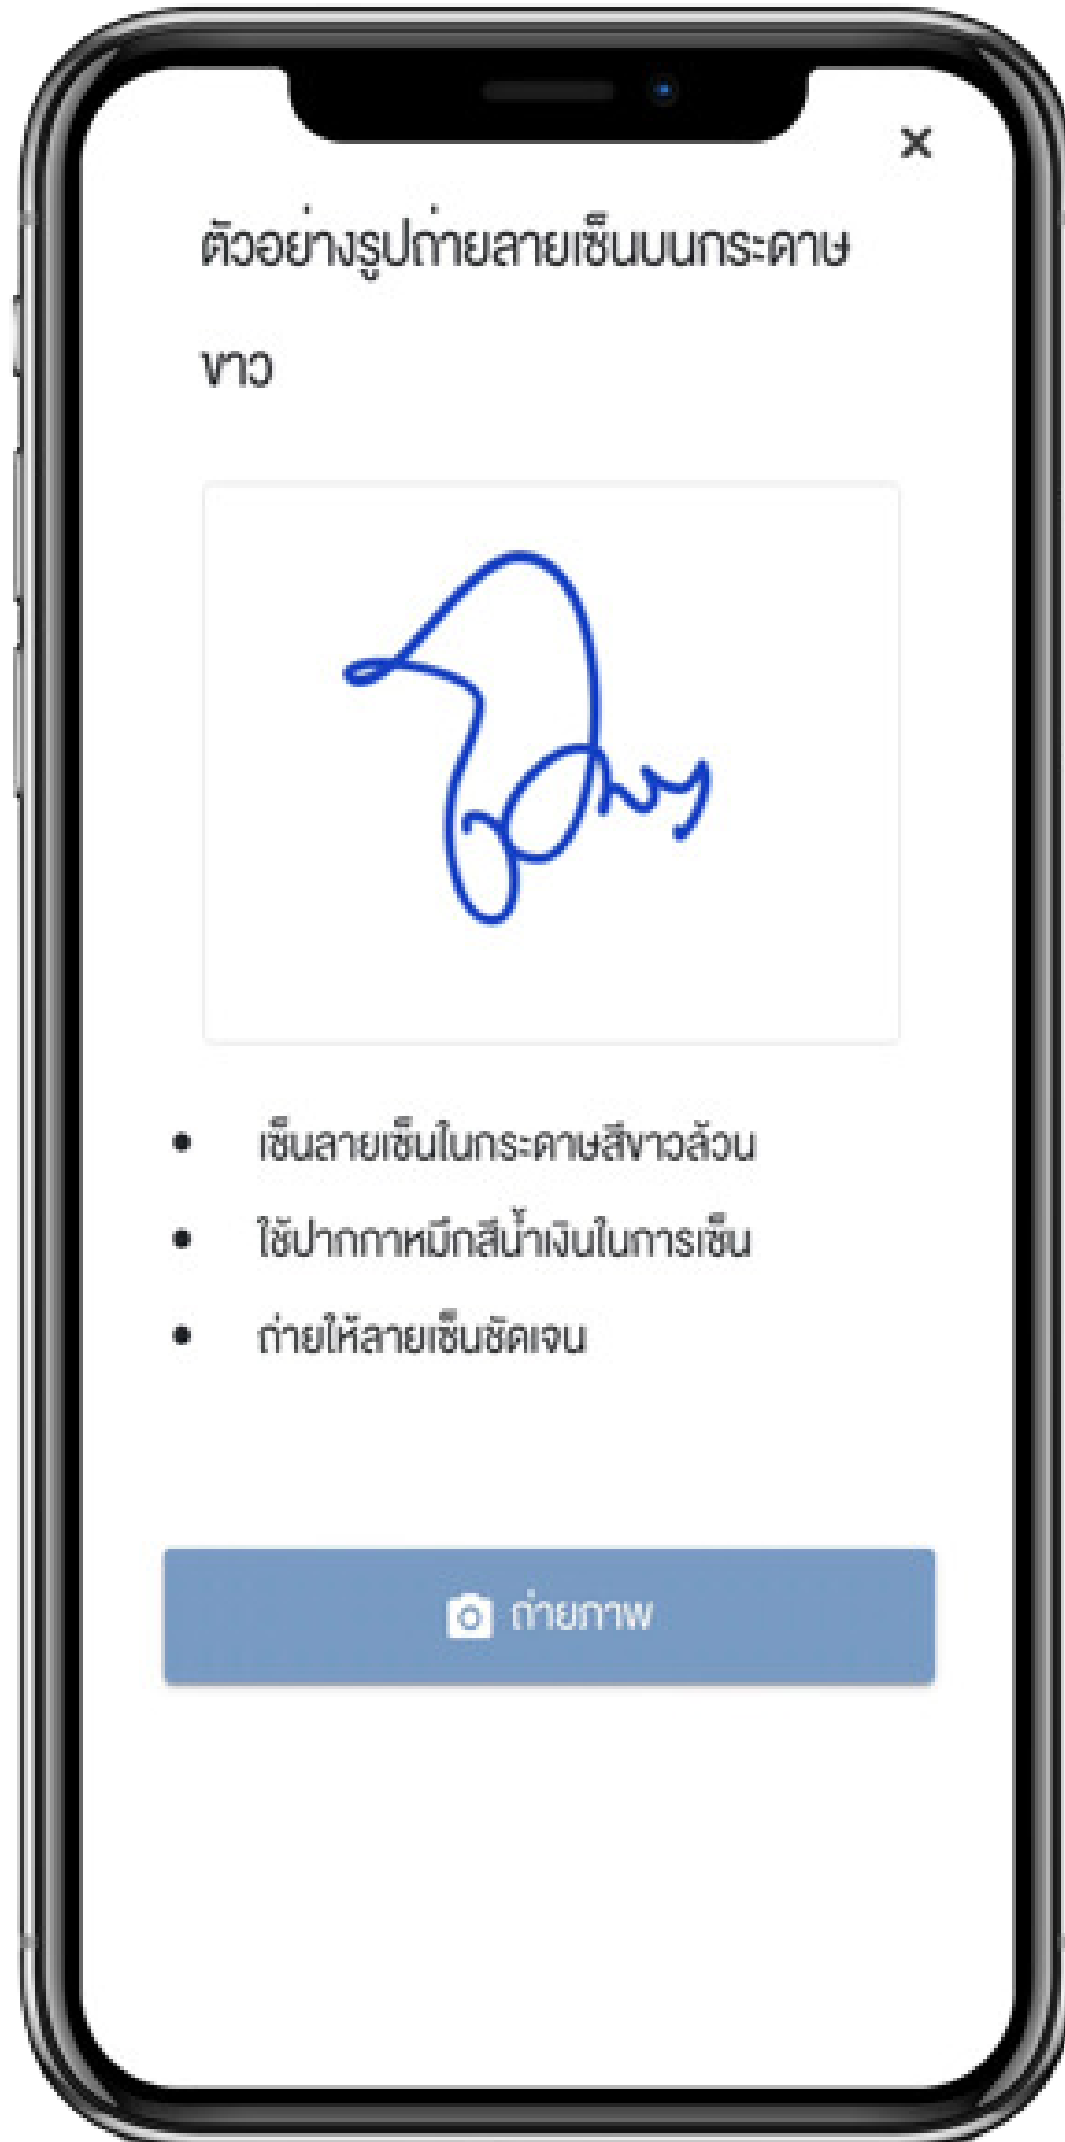 ตัวอย่างรูปถ่ายลายเซ็นบนกระดาษ
ขาว
เซ็นลายเซ็นในกระดาษสีขาวล้วน
ใช้ปากกาหมึกสีน้ำเงินในการเซ็น
ถ่ายให้ลายเซ็นชัดเจน
ถ่ายภาพ